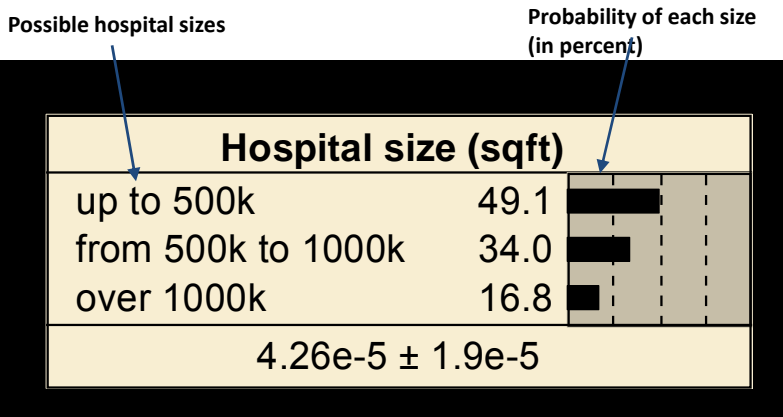 Possible hospital sizes
Probability of each size
(in percent)
Hospital size (sqft)
up to 500k 49.1
from 500k to 1000k 34.0
over 1000k 16.8
4.26e-5 ± 1.9e-5